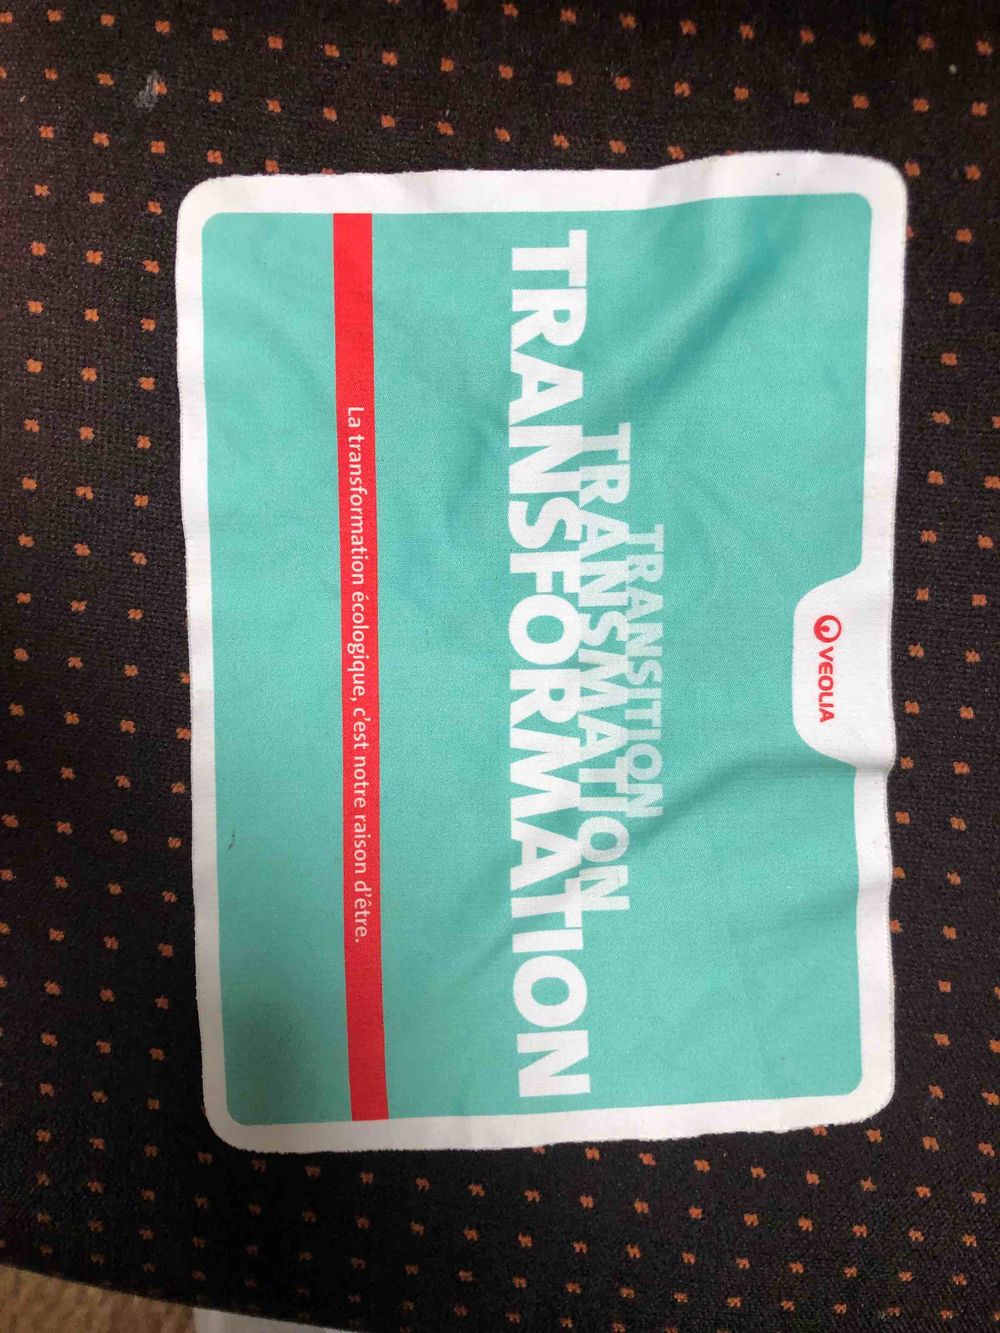 VEOLIA
TRANSITION
TRANSMATION
TRANSFORMATION
La transformation écologique, c'est notre raison d'être.